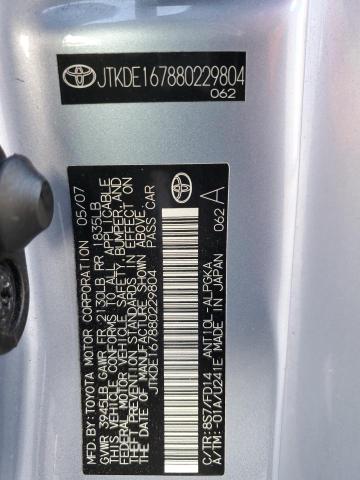 JTKDE167880229804
062
MFD. BY: TOYOTA MOTOR CORPORATION 05/07
GVWR 3945LB GAWR FR 2130LB RR 1835LB
THIS VEHICLE CONFORMS TO ALL APPLICABLE
FEDERAL MOTOR VEHICLE SAFETY, BUMPER, AND
THEFT PREVENTION STANDARDS IN EFFECT ON
THE DATE OF MANUFACTURE SHOWN ABOVE.
JTKDE167880229804 PASS CAR
C/TR: 8S7/FD14 ANT10L-ALPGKA
A/TM: -01A/U241E MADE IN JAPAN
062
A